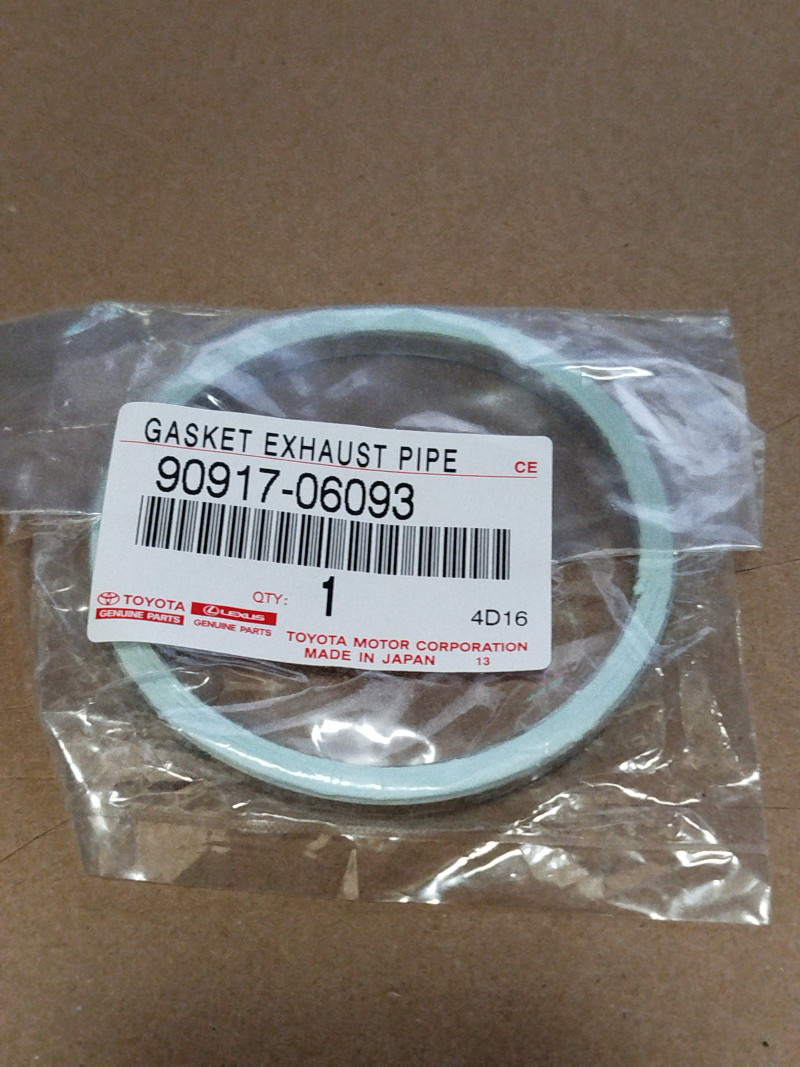 GASKET EXHAUST PIPE
CE
90917-06093
QTY: 1
4D16
TOYOTA
GENUINE PARTS
LEXUS
GENUINE PARTS
TOYOTA MOTOR CORPORATION
MADE IN JAPAN 13